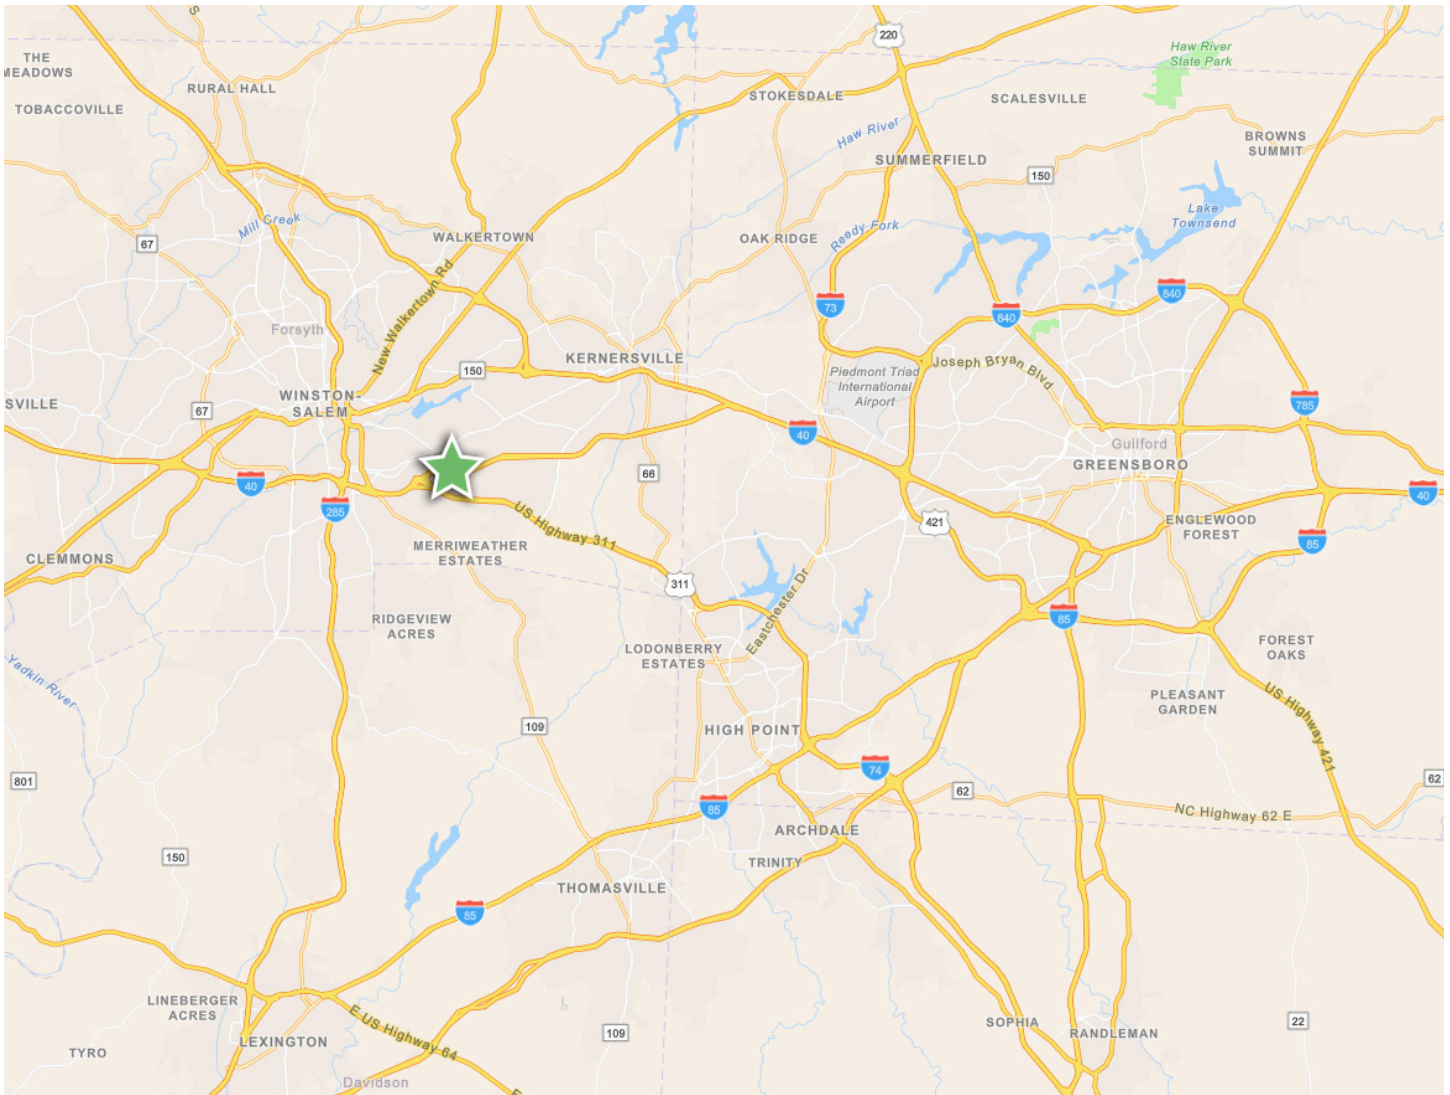 S
220
Haw River
State Park
THE
MEADOWS
RURAL HALL
STOKESDALE
SCALESVILLE
TOBACCOVILLE
Haw River
BROWNS
SUMMIT
SUMMERFIELD
150
Mill Creek
Lake
Townsend
67
WALKERTOWN
OAK RIDGE
Reedy Fork
New Walkertown Rd
840
73
840
Forsyth
KERNERSVILLE
150
Piedmont Triad
International
Airport
Joseph Bryan Blvd
SVILLE
67
WINSTON-
SALEM
785
40
Guilford
GREENSBORO
66
40
285
40
US Highway 311
421
ENGLEWOOD
FOREST
85
CLEMMONS
MERRIWEATHER
ESTATES
311
Eastchester Dr
85
RIDGEVIEW
ACRES
LODONBERRY
ESTATES
FOREST
OAKS
Yadkin River
PLEASANT
GARDEN
US Highway 421
109
HIGH POINT
74
801
62
62
85
NC Highway 62 E
ARCHDALE
150
TRINITY
THOMASVILLE
85
LINEBERGER
ACRES
E US Highway 64
109
SOPHIA
RANDLEMAN
22
LEXINGTON
TYRO
Davidson
E